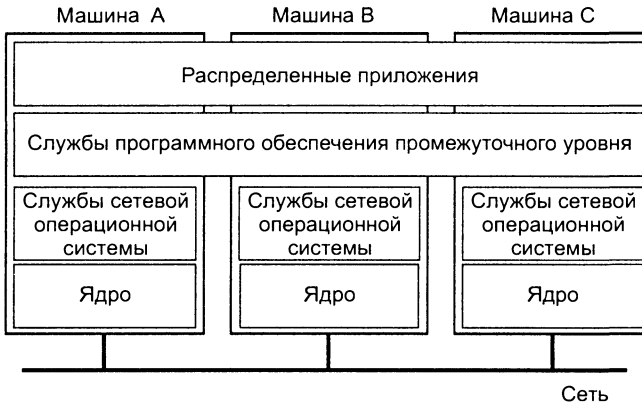 Машина А
Машина В
Машина С
Распределенные приложения
Службы программного обеспечения промежуточного уровня
Службы сетевой
операционной
системы
Службы сетевой
операционной
системы
Службы сетевой
операционной
системы
Ядро
Ядро
Ядро
Сеть